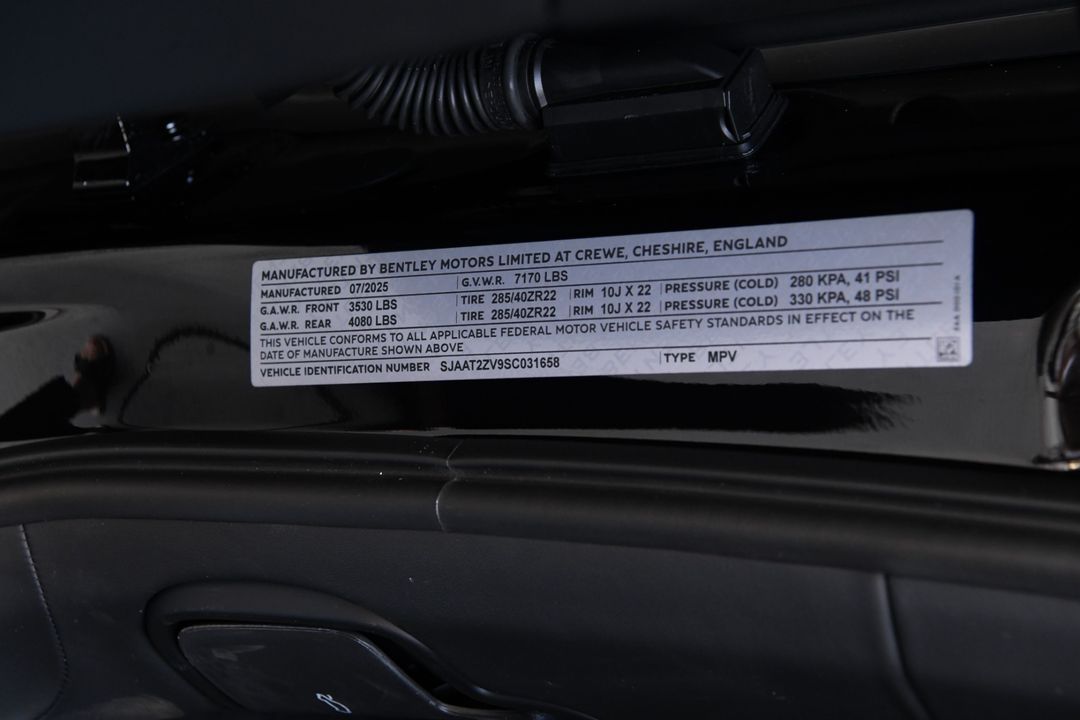 MANUFACTURED BY BENTLEY MOTORS LIMITED AT CREWE, CHESHIRE, ENGLAND
MANUFACTURED 07/2025 G.V.W.R. 7170 LBS
G.A.W.R. FRONT 3530 LBS TIRE 285/40ZR22 RIM 10J X 22 PRESSURE (COLD) 280 KPA, 41 PSI
G.A.W.R. REAR 4080 LBS TIRE 285/40ZR22 RIM 10J X 22 PRESSURE (COLD) 330 KPA, 48 PSI
THIS VEHICLE CONFORMS TO ALL APPLICABLE FEDERAL MOTOR VEHICLE SAFETY STANDARDS IN EFFECT ON THE
DATE OF MANUFACTURE SHOWN ABOVE
VEHICLE IDENTIFICATION NUMBER SJAAT2ZV9SC031658 TYPE MPV